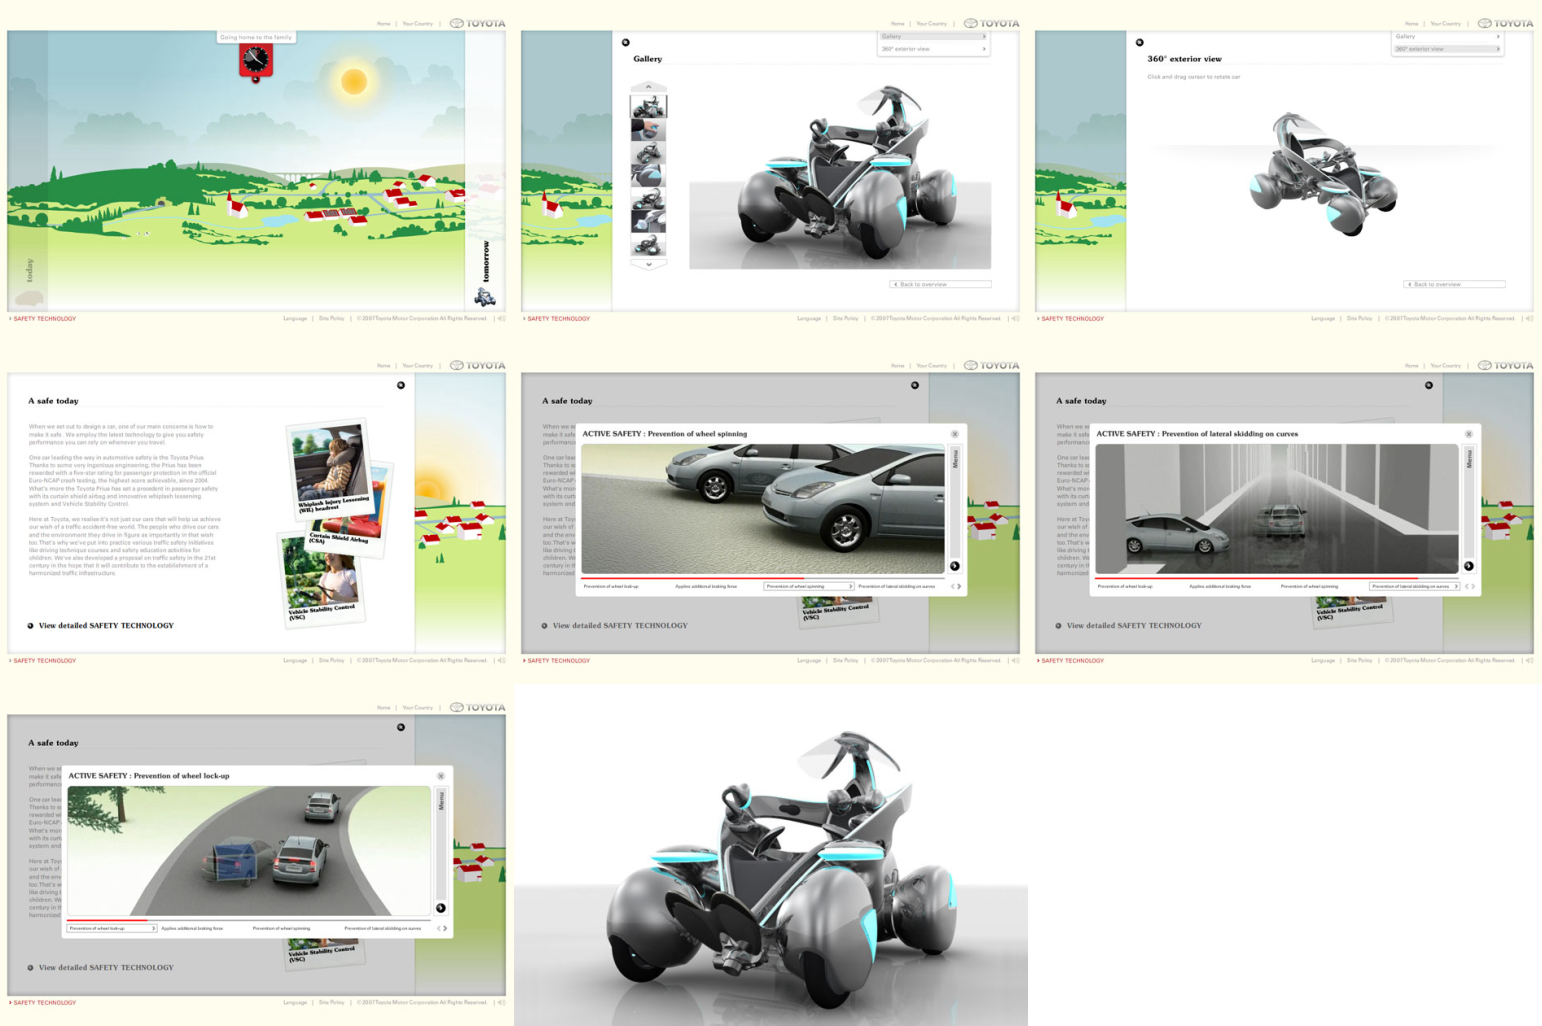 Home | Your Country | TOYOTA
Going home to the family
today
tomorrow
SAFETY TECHNOLOGY
Language | Site Policy | © 2007 Toyota Motor Corporation All Rights Reserved.
Home | Your Country | TOYOTA
Gallery
360° exterior view
Gallery
Back to overview
SAFETY TECHNOLOGY
Language | Site Policy | © 2007 Toyota Motor Corporation All Rights Reserved.
Home | Your Country | TOYOTA
Gallery
360° exterior view
360° exterior view
Click and drag cursor to rotate car
Back to overview
SAFETY TECHNOLOGY
Language | Site Policy | © 2007 Toyota Motor Corporation All Rights Reserved.
Home | Your Country | TOYOTA
A safe today
When we set out to design a car, one of our main concerns is how to
make it safe. We employ the latest technology to give you safety
performance you can rely on whenever you travel.
One car leading the way in automotive safety is the Toyota Prius.
Thanks to some very ingenious engineering, the Prius has been
rewarded with a five-star rating for passenger protection in the official
Euro-NCAP crash testing, the highest score achievable, since 2004.
What's more the Toyota Prius has set a precedent in passenger safety
with its curtain shield airbag and innovative whiplash lessening
system and Vehicle Stability Control.
Here at Toyota, we realise it's not just our cars that will help us achieve
our wish of a traffic accident-free world. The people who drive our cars
and the environment they drive in figure as importantly in that wish
too. That's why we've put into practice various traffic safety initiatives
like driving technique courses and safety education activities for
children. We've also developed a proposal on traffic safety in the 21st
century in the hope that it will contribute to the establishment of a
harmonized traffic infrastructure.
Whiplash Injury Lessening
(WIL) headrest
Curtain Shield Airbag
(CSA)
Vehicle Stability Control
(VSC)
View detailed SAFETY TECHNOLOGY
SAFETY TECHNOLOGY
Language | Site Policy | © 2007 Toyota Motor Corporation All Rights Reserved.
Home | Your Country | TOYOTA
A safe today
ACTIVE SAFETY : Prevention of wheel spinning
Menu
Prevention of wheel lock-up
Applies additional braking force
Prevention of wheel spinning
Prevention of lateral skidding on curves
Vehicle Stability Control
(VSC)
View detailed SAFETY TECHNOLOGY
SAFETY TECHNOLOGY
Language | Site Policy | © 2007 Toyota Motor Corporation All Rights Reserved.
Home | Your Country | TOYOTA
A safe today
ACTIVE SAFETY : Prevention of lateral skidding on curves
Menu
Prevention of wheel lock-up
Applies additional braking force
Prevention of wheel spinning
Prevention of lateral skidding on curves
Vehicle Stability Control
(VSC)
View detailed SAFETY TECHNOLOGY
SAFETY TECHNOLOGY
Language | Site Policy | © 2007 Toyota Motor Corporation All Rights Reserved.
Home | Your Country | TOYOTA
A safe today
ACTIVE SAFETY : Prevention of wheel lock-up
Menu
Prevention of wheel lock-up
Applies additional braking force
Prevention of wheel spinning
Prevention of lateral skidding on curves
Vehicle Stability Control
(VSC)
View detailed SAFETY TECHNOLOGY
SAFETY TECHNOLOGY
Language | Site Policy | © 2007 Toyota Motor Corporation All Rights Reserved.